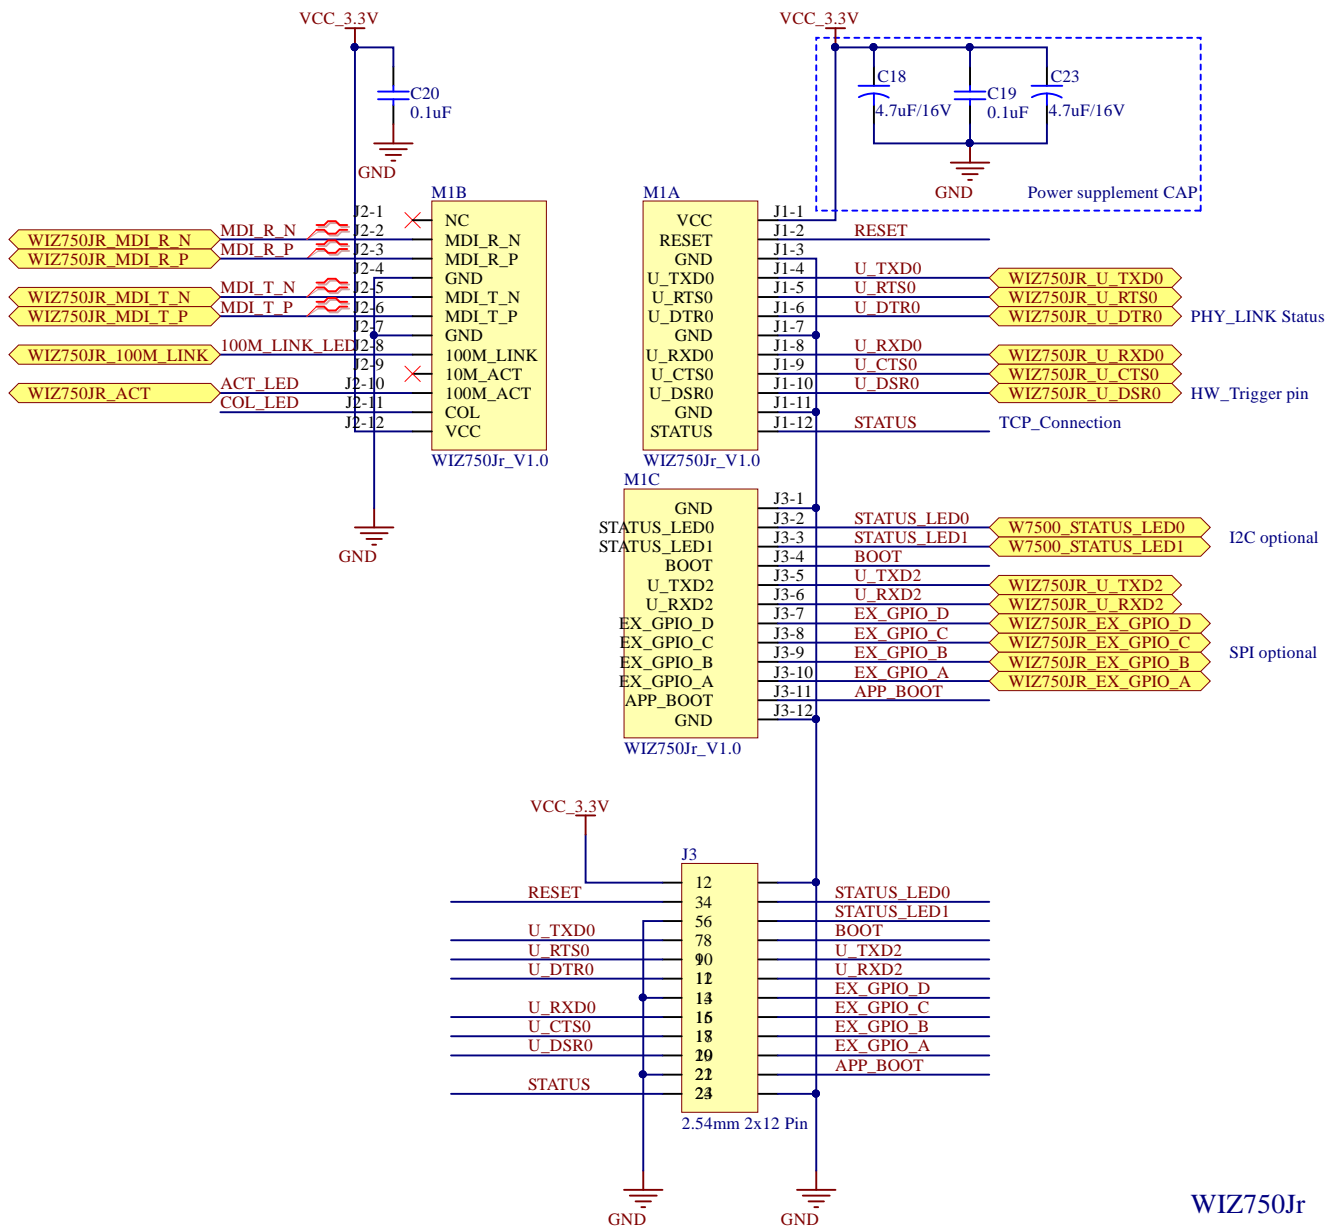 VCC_3.3V
C20
0.1uF
GND
M1B
J2-1
NC
WIZ750JR_MDI_R_N
MDI_R_N
J2-2
MDI_R_N
WIZ750JR_MDI_R_P
MDI_R_P
J2-3
MDI_R_P
J2-4
GND
WIZ750JR_MDI_T_N
MDI_T_N
J2-5
MDI_T_N
WIZ750JR_MDI_T_P
MDI_T_P
J2-6
MDI_T_P
J2-7
GND
WIZ750JR_100M_LINK
100M_LINK_LED
J2-8
100M_LINK
J2-9
10M_ACT
WIZ750JR_ACT
ACT_LED
J2-10
100M_ACT
COL_LED
J2-11
COL
J2-12
VCC
WIZ750Jr_V1.0
GND
VCC_3.3V
C18
4.7uF/16V
C19
0.1uF
C23
4.7uF/16V
GND
Power supplement CAP
M1A
VCC
J1-1
RESET
J1-2
RESET
GND
J1-3
U_TXD0
J1-4
U_TXD0
WIZ750JR_U_TXD0
U_RTS0
J1-5
U_RTS0
WIZ750JR_U_RTS0
U_DTR0
J1-6
U_DTR0
WIZ750JR_U_DTR0
PHY_LINK Status
GND
J1-7
U_RXD0
J1-8
U_RXD0
WIZ750JR_U_RXD0
U_CTS0
J1-9
U_CTS0
WIZ750JR_U_CTS0
U_DSR0
J1-10
U_DSR0
WIZ750JR_U_DSR0
HW_Trigger pin
GND
J1-11
STATUS
J1-12
STATUS
TCP_Connection
WIZ750Jr_V1.0
M1C
GND
J3-1
STATUS_LED0
J3-2
STATUS_LED0
W7500_STATUS_LED0
I2C optional
STATUS_LED1
J3-3
STATUS_LED1
W7500_STATUS_LED1
BOOT
J3-4
BOOT
U_TXD2
J3-5
U_TXD2
WIZ750JR_U_TXD2
U_RXD2
J3-6
U_RXD2
WIZ750JR_U_RXD2
EX_GPIO_D
J3-7
EX_GPIO_D
WIZ750JR_EX_GPIO_D
EX_GPIO_C
J3-8
EX_GPIO_C
WIZ750JR_EX_GPIO_C
SPI optional
EX_GPIO_B
J3-9
EX_GPIO_B
WIZ750JR_EX_GPIO_B
EX_GPIO_A
J3-10
EX_GPIO_A
WIZ750JR_EX_GPIO_A
APP_BOOT
J3-11
APP_BOOT
GND
J3-12
WIZ750Jr_V1.0
VCC_3.3V
J3
12
RESET
34
STATUS_LED0
56
STATUS_LED1
U_TXD0
78
BOOT
U_RTS0
U_TXD2
U_DTR0
U_RXD2
EX_GPIO_D
U_RXD0
EX_GPIO_C
U_CTS0
EX_GPIO_B
U_DSR0
EX_GPIO_A
APP_BOOT
STATUS
2.54mm 2x12 Pin
GND
GND
WIZ750Jr